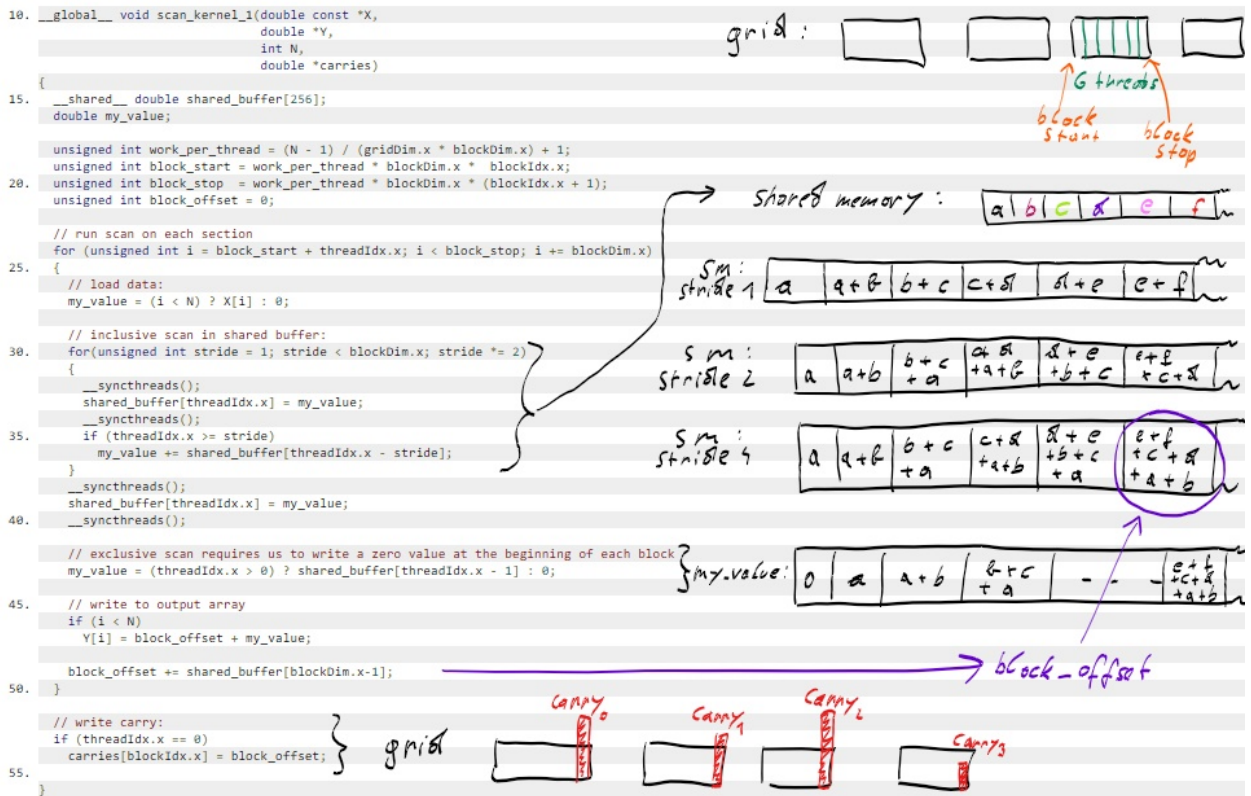 10. __global__ void scan_kernel_1(double const *X,
double *Y,
int N,
double *carries)
{
15. __shared__ double shared_buffer[256];
double my_value;
unsigned int work_per_thread = (N - 1) / (gridDim.x * blockDim.x) + 1;
unsigned int block_start = work_per_thread * blockDim.x * blockIdx.x;
20. unsigned int block_stop = work_per_thread * blockDim.x * (blockIdx.x + 1);
unsigned int block_offset = 0;
// run scan on each section
for (unsigned int i = block_start + threadIdx.x; i < block_stop; i += blockDim.x)
25. {
// load data:
my_value = (i < N) ? X[i] : 0;
// inclusive scan in shared buffer:
30. for(unsigned int stride = 1; stride < blockDim.x; stride *= 2)
{
__syncthreads();
shared_buffer[threadIdx.x] = my_value;
__syncthreads();
35. if (threadIdx.x >= stride)
my_value += shared_buffer[threadIdx.x - stride];
}
__syncthreads();
shared_buffer[threadIdx.x] = my_value;
40. __syncthreads();
// exclusive scan requires us to write a zero value at the beginning of each block
my_value = (threadIdx.x > 0) ? shared_buffer[threadIdx.x - 1] : 0;
45. // write to output array
if (i < N)
Y[i] = block_offset + my_value;
block_offset += shared_buffer[blockDim.x-1];
50. }
// write carry:
if (threadIdx.x == 0)
carries[blockIdx.x] = block_offset;
55.
}
grid:
6 threads
block start
block stop
shared memory: a b c d e f
sm: stride 1 a a+b b+c c+d d+e e+f
sm: stride 2 a a+b b+c+a c+d+a+b d+e+b+c e+f+c+d
sm: stride 4 a a+b b+c+a c+d+a+b d+e+b+c+a e+f+c+d+a+b
my_value: 0 a a+b b+c+a - - - e+f+c+d+a+b
block_offset
grid
carry0 carry1 carry2 carry3